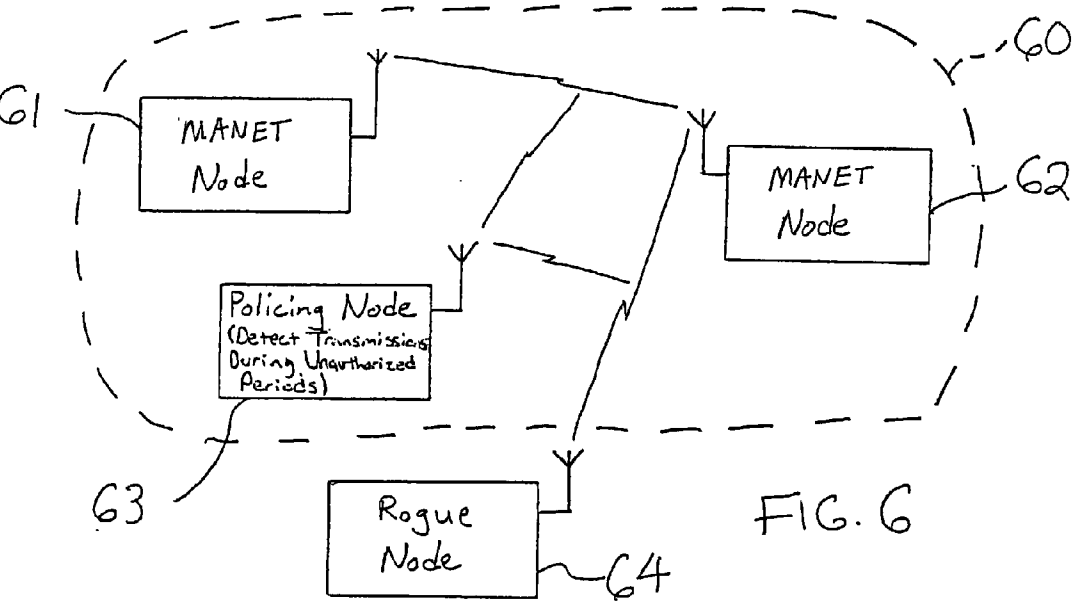 60
61
MANET
Node
MANET
Node
62
Policing Node
(Detect Transmissions
During Unauthorized
Periods)
63
Rogue
Node
64
FIG. 6